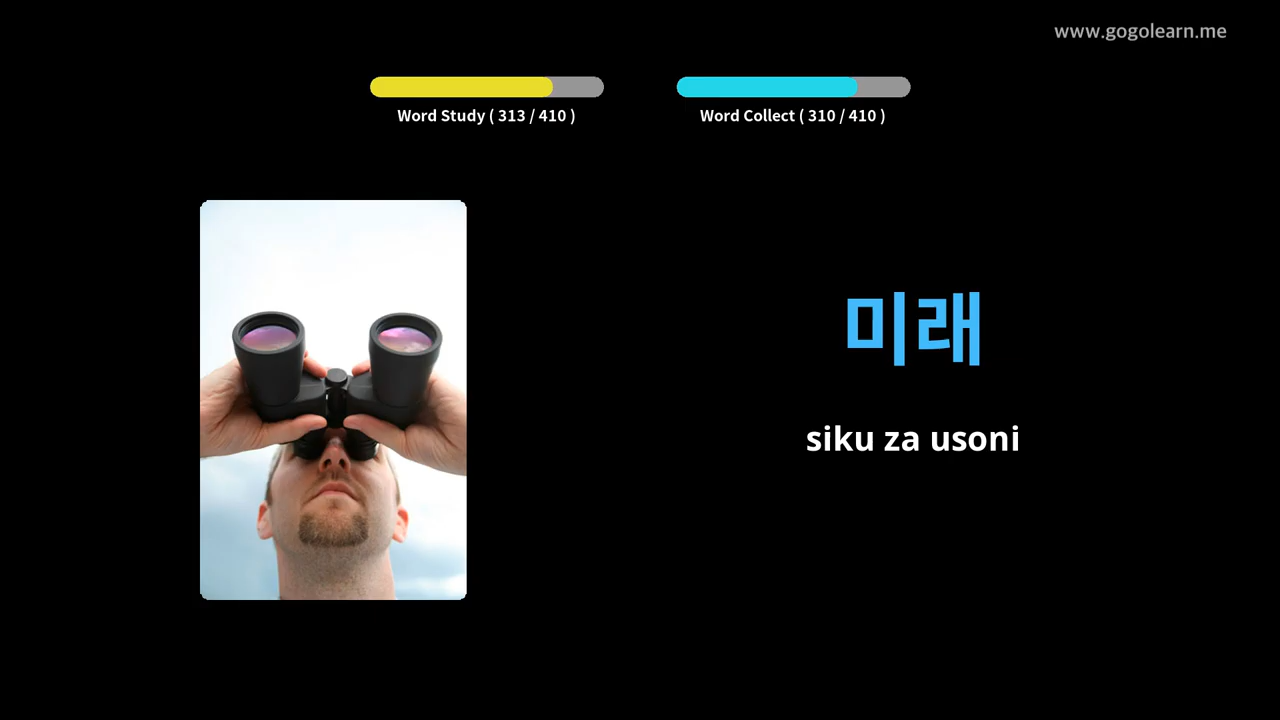 www.gogolearn.me
Word Study ( 313 / 410 )
Word Collect ( 310 / 410 )
미래
siku za usoni